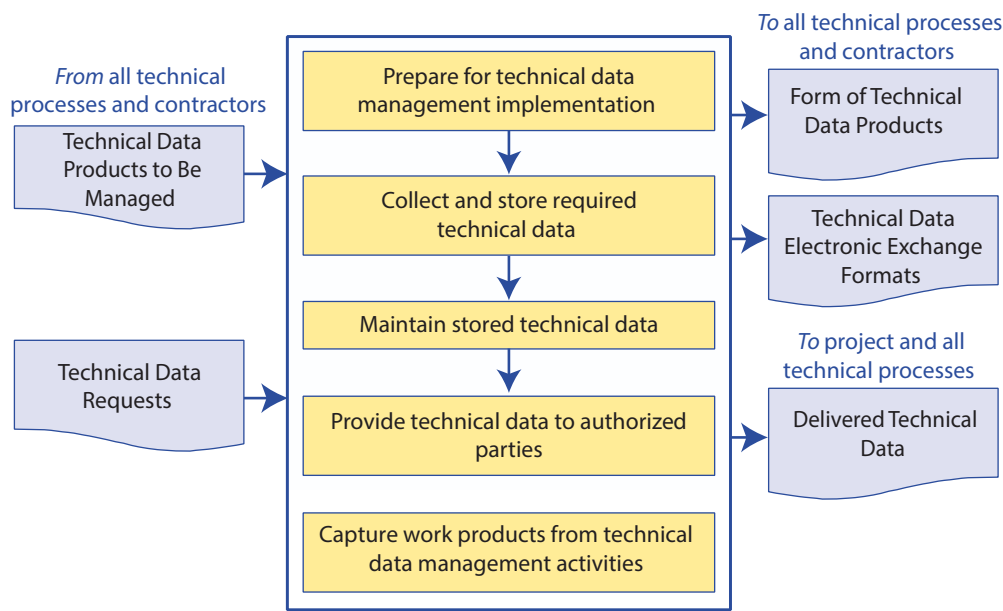 From all technical
processes and contractors
Technical Data
Products to Be
Managed
Technical Data
Requests
Prepare for technical data
management implementation
Collect and store required
technical data
Maintain stored technical data
Provide technical data to authorized
parties
Capture work products from technical
data management activities
To all technical processes
and contractors
Form of Technical
Data Products
Technical Data
Electronic Exchange
Formats
To project and all
technical processes
Delivered Technical
Data